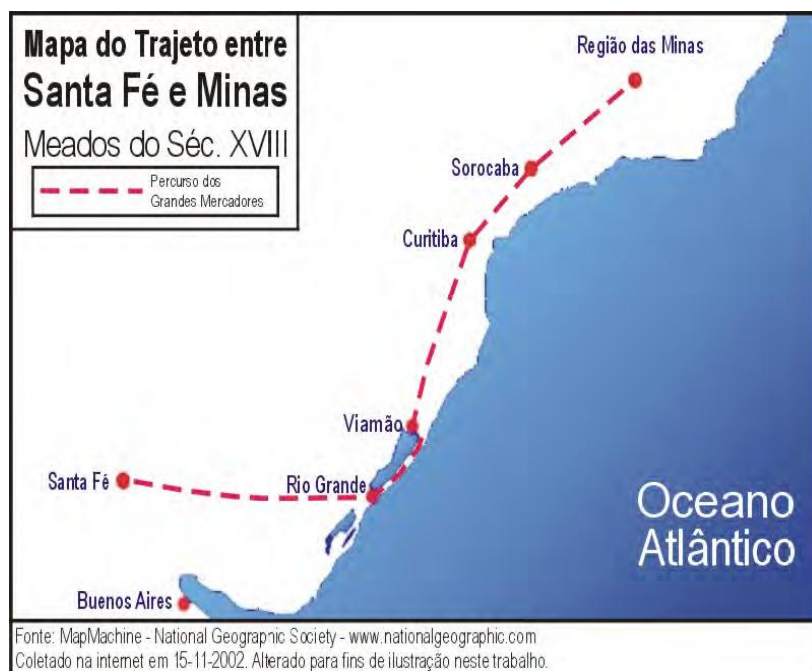 Mapa do Trajeto entre
Santa Fé e Minas
Meados do Séc. XVIII
Percurso dos
Grandes Mercadores
Região das Minas
Sorocaba
Curitiba
Viamão
Santa Fé
Rio Grande
Oceano
Atlântico
Buenos Aires
Fonte: MapMachine - National Geographic Society - www.nationalgeographic.com
Coletado na internet em 15-11-2002. Alterado para fins de ilustração neste trabalho.